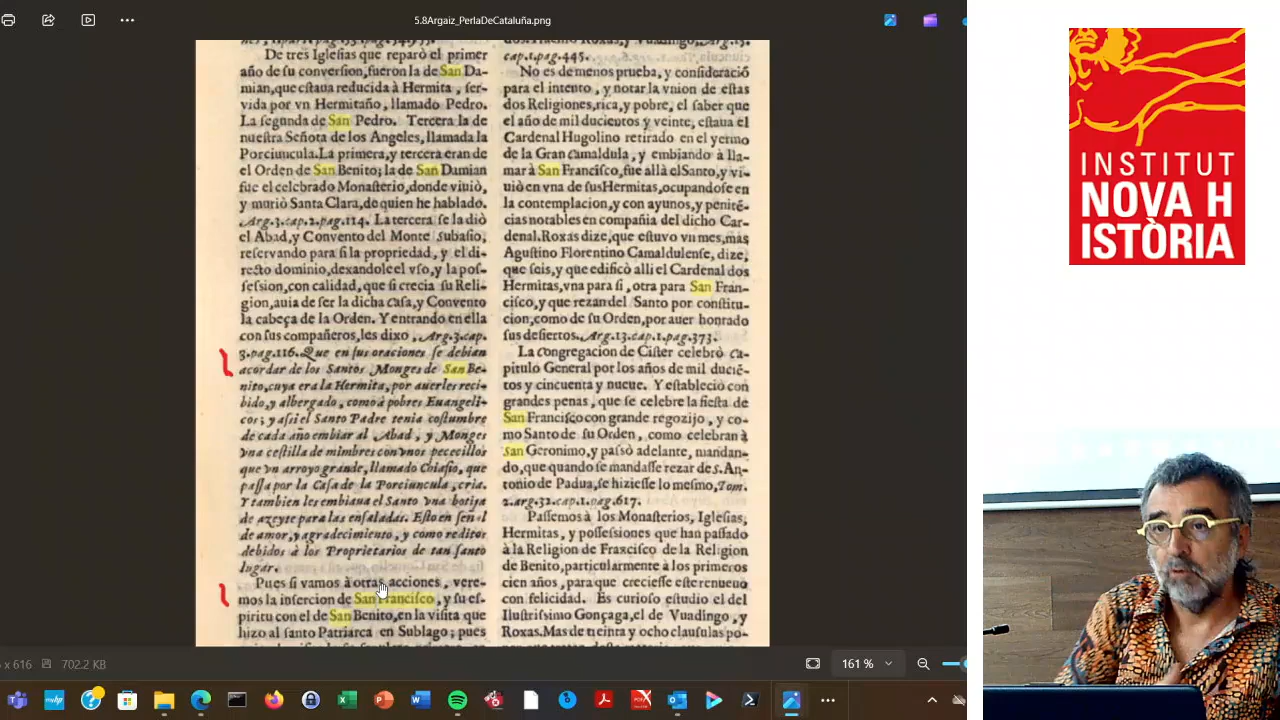 5.8Argaiz_PerlaDeCataluña.png
De tres Iglesias que reparò el primer
año de su conversion, fueron la de San Da-
mian, que estaua reducida à Hermita, ser-
vida por vn Hermitaño, llamado Pedro.
La segunda de San Pedro. Tercera la de
nuestra Señora de los Angeles, llamada la
Porciuncula. La primera, y tercera eran de
el Orden de San Benito; la de San Damian
fue el celebrado Monasterio, donde viuiò,
y muriò Santa Clara, de quien he hablado.
Arg.3.cap.2.pag.114. La tercera se la diò
el Abad, y Convento del Monte Subasio,
reservando para si la propriedad, y el di-
recto dominio, dexandole el vso, y la pos-
session, con calidad, que si crecia su Reli-
gion, auia de ser la dicha casa, y Convento
la cabeça de la Orden. Y entrando en ella
con sus compañeros, les dixo, Arg.3.cap.
3.pag.116. Que en sus oraciones se debian
acordar de los Santos Monges de San Be-
nito, cuya era la Hermita, por auerles reci-
bido, y albergado, como à pobres Euangeli-
cos; y assi el Santo Padre tenia costumbre
de cada año embiar al Abad, y Monges
vna cestilla de mimbres con vnos pececillos
que vn arroyo grande, llamado Chiasio, que
passa por la Casa de la Porciuncula, cria.
Y tambien les embiaua el Santo vna botija
de azeyte para las ensaladas. Esto en señal
de amor, y agradecimiento, y como reditos
debidos à los Proprietarios de tan santo
lugar.
Pues si vamos à otras acciones, vere-
mos la insercion de San Francisco, y su es-
piritu con el de San Benito, en la visita que
hizo al santo Patriarca en Sublago; pues
cap.1.pag.445.
No es de menos prueba, y consideraciõ
para el intento, y notar la vnion de estas
dos Religiones, rica, y pobre, el saber que
el año de mil ducientos y veinte, estaua el
Cardenal Hugolino retirado en el yermo
de la Gran Camaldula, y embiando à lla-
mar à San Francisco, fue allà el Santo, y vi-
uiò en vna de sus Hermitas, ocupandose en
la contemplacion, y con ayunos, y penitẽ-
cias notables en compañia del dicho Car-
denal. Roxas dize, que estuvo vn mes, mas
Agustino Florentino Camaldulense, dize,
que seis, y que edificò alli el Cardenal dos
Hermitas, vna para si, otra para San Fran-
cisco, y que rezan del Santo por constitu-
cion, como de su Orden, por auer honrado
sus desiertos. Arg.13.cap.1.pag.373.
La Congregacion de Cister celebrò Ca-
pitulo General por los años de mil duciẽ-
tos y cincuenta y nueue. Y estableciò con
grandes penas, que se celebre la fiesta de
San Francisco con grande regozijo, y co-
mo Santo de su Orden, como celebran à
San Geronimo, y passò adelante, mandan-
do, que quando se mandasse rezar de S. An-
tonio de Padua, se hiziesse lo mesmo, Tom.
2.arg.32.cap.1.pag.617.
Passemos à los Monasterios, Iglesias,
Hermitas, y possessiones que han passado
à la Religion de Francisco de la Religion
de Benito, particularmente à los primeros
cien años, para que creciesse este renueuo
con felicidad. Es curioso estudio el del
Ilustrissimo Gonçaga, el de Vuadingo, y
Roxas. Mas de treinta y ocho clausulas po-
x 616
702.2 KB
161 %
INSTITUT
NOVA H
ISTÒRIA